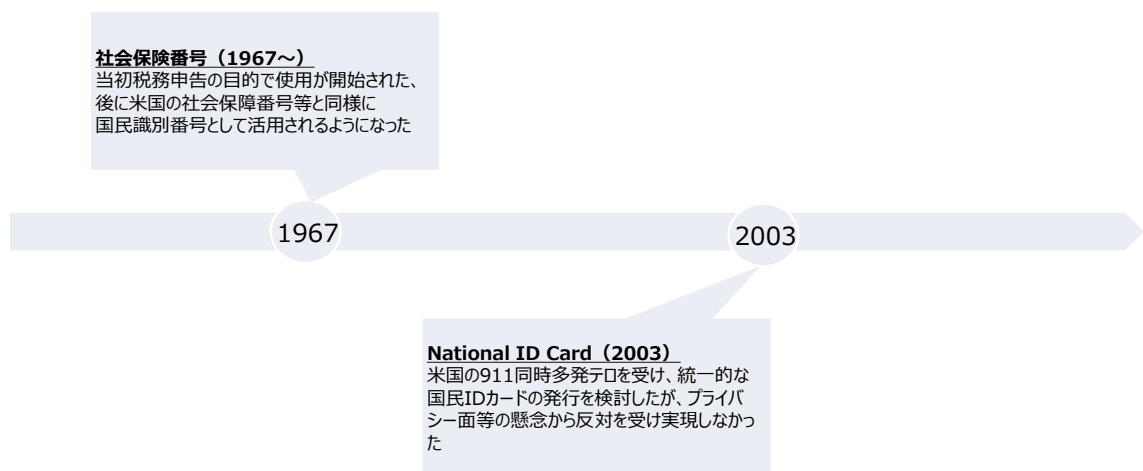 社会保険番号（1967～）
当初税務申告の目的で使用が開始された、
後に米国の社会保障番号等と同様に
国民識別番号として活用されるようになった
1967
2003
National ID Card（2003）
米国の911同時多発テロを受け、統一的な
国民IDカードの発行を検討したが、プライバ
シー面等の懸念から反対を受け実現しなかっ
た